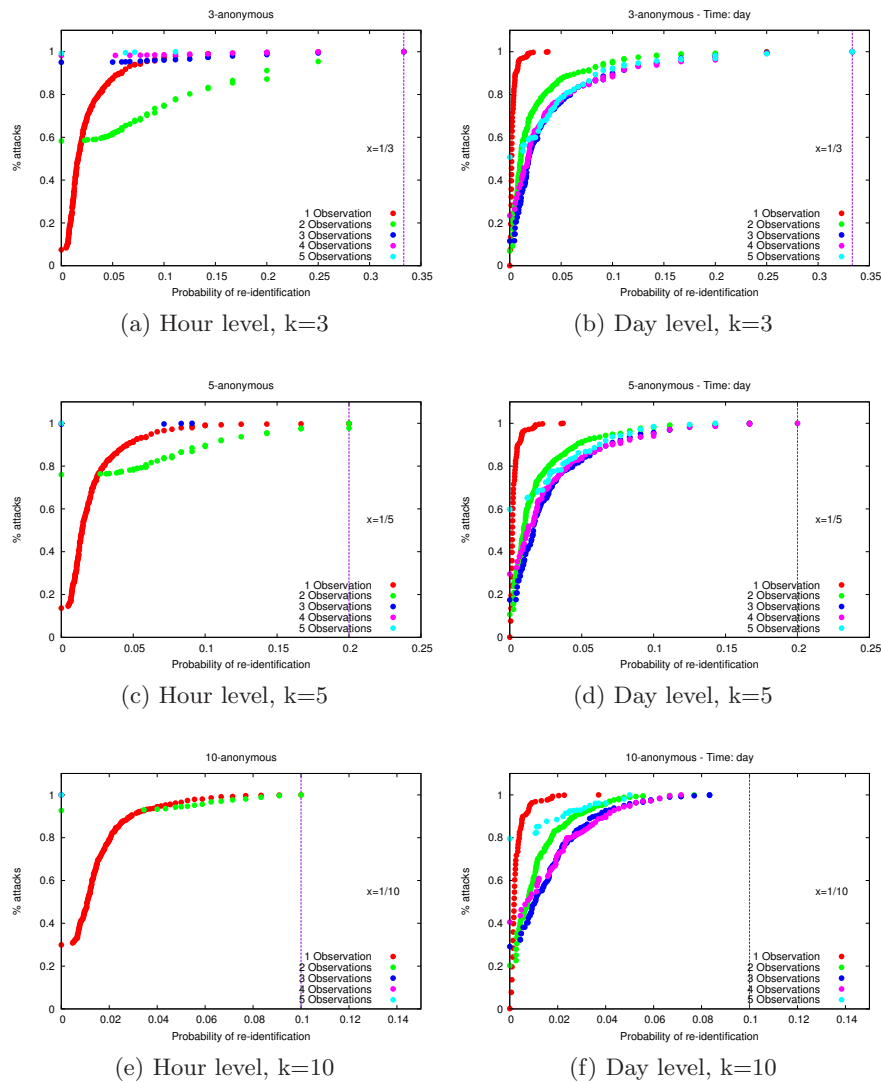 3-anonymous
1
0.8
0.6
0.4
0.2
0
% attacks
x=1/3
1 Observation
2 Observations
3 Observations
4 Observations
5 Observations
0 0.05 0.1 0.15 0.2 0.25 0.3 0.35
Probability of re-identification
(a) Hour level, k=3
3-anonymous - Time: day
1
0.8
0.6
0.4
0.2
0
% attacks
x=1/3
1 Observation
2 Observations
3 Observations
4 Observations
5 Observations
0 0.05 0.1 0.15 0.2 0.25 0.3 0.35
Probability of re-identification
(b) Day level, k=3
5-anonymous
1
0.8
0.6
0.4
0.2
0
% attacks
x=1/5
1 Observation
2 Observations
3 Observations
4 Observations
5 Observations
0 0.05 0.1 0.15 0.2 0.25
Probability of re-identification
(c) Hour level, k=5
5-anonymous - Time: day
1
0.8
0.6
0.4
0.2
0
% attacks
x=1/5
1 Observation
2 Observations
3 Observations
4 Observations
5 Observations
0 0.05 0.1 0.15 0.2 0.25
Probability of re-identification
(d) Day level, k=5
10-anonymous
1
0.8
0.6
0.4
0.2
0
% attacks
x=1/10
1 Observation
2 Observations
3 Observations
4 Observations
5 Observations
0 0.02 0.04 0.06 0.08 0.1 0.12 0.14
Probability of re-identification
(e) Hour level, k=10
10-anonymous - Time: day
1
0.8
0.6
0.4
0.2
0
% attacks
x=1/10
1 Observation
2 Observations
3 Observations
4 Observations
5 Observations
0 0.02 0.04 0.06 0.08 0.1 0.12 0.14
Probability of re-identification
(f) Day level, k=10